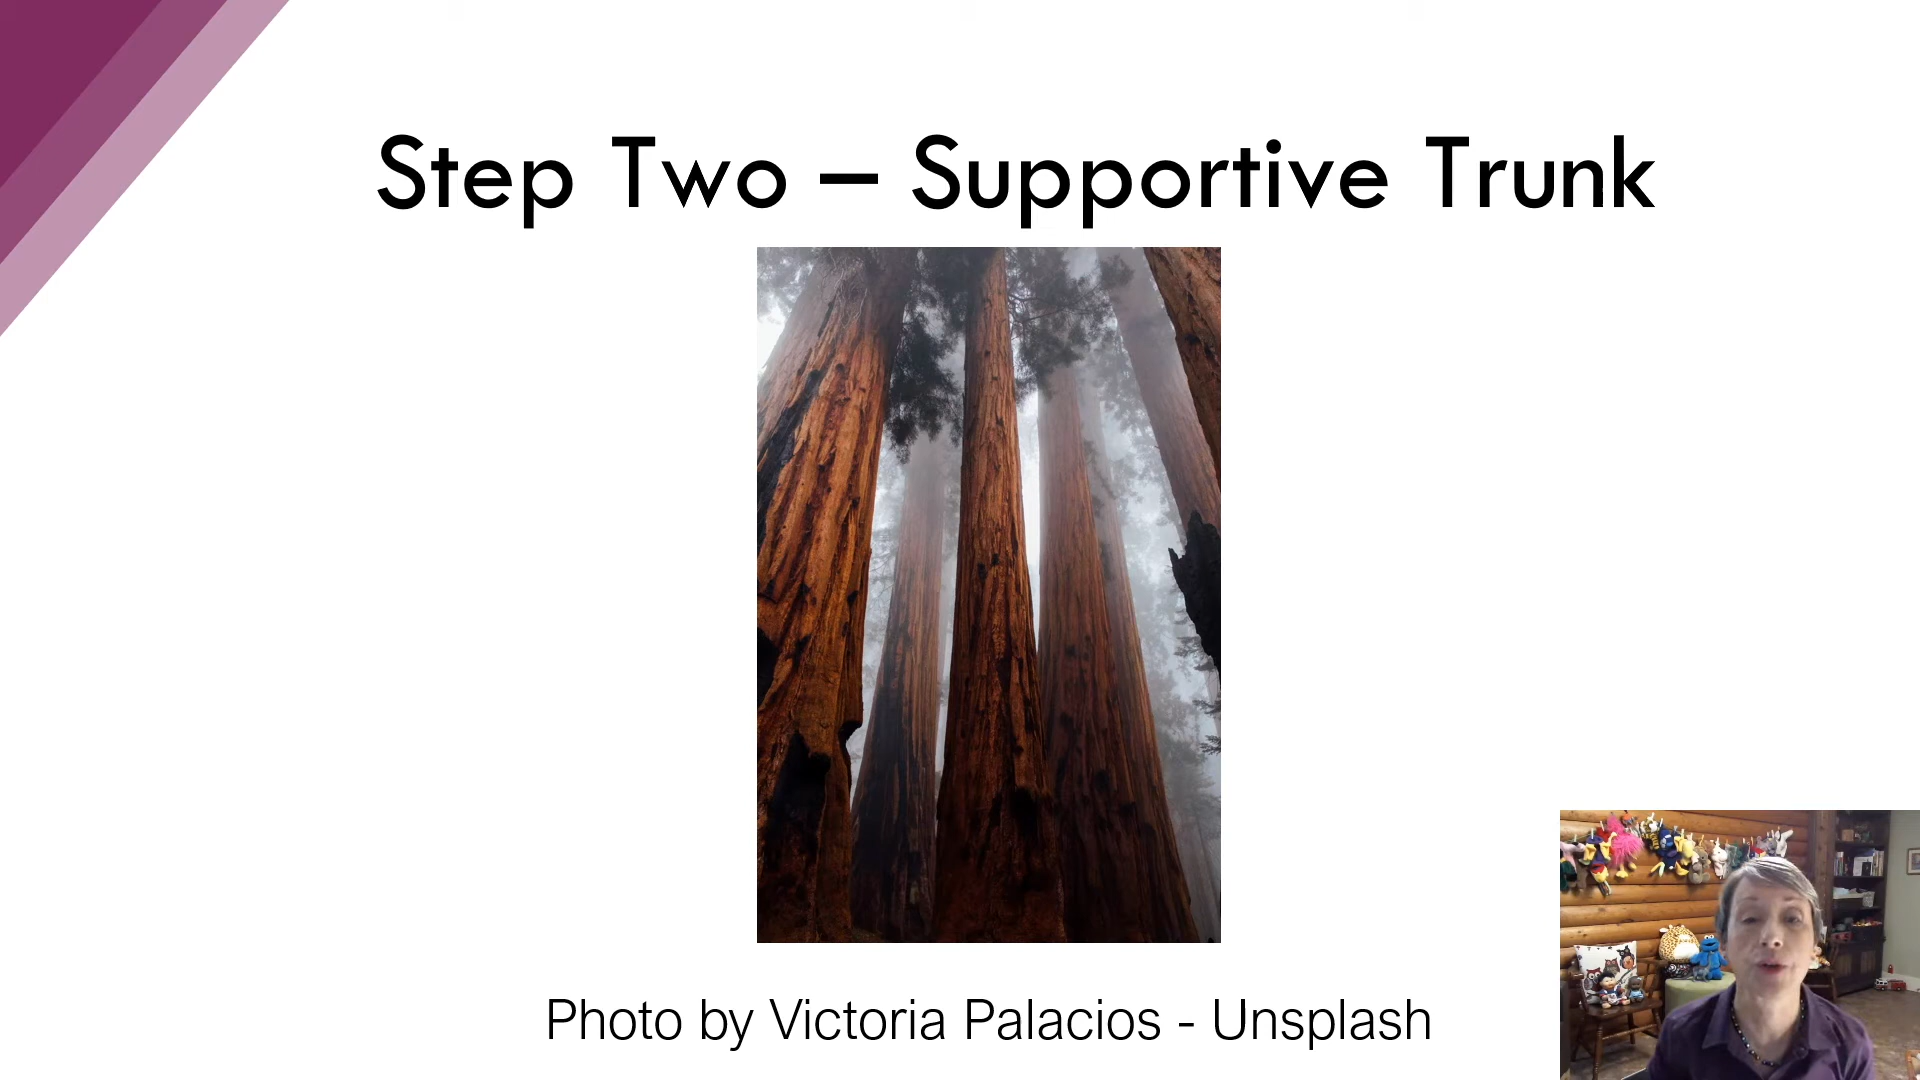 Step Two – Supportive Trunk
Photo by Victoria Palacios - Unsplash